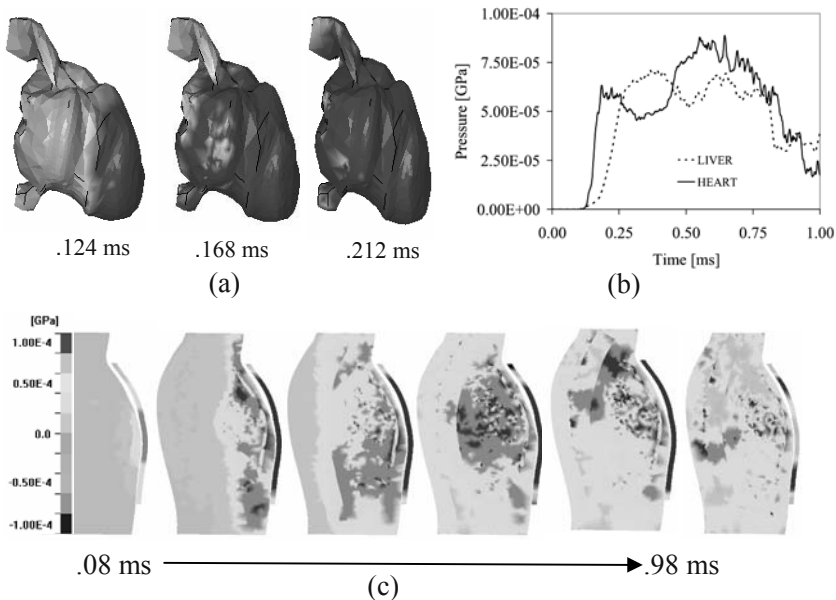 .124 ms
.168 ms
.212 ms
(a)
1.00E-04
7.50E-05
5.00E-05
2.50E-05
0.00E+00
Pressure [GPa]
LIVER
HEART
0.00 0.25 0.50 0.75 1.00
Time [ms]
(b)
[GPa]
1.00E-4
0.50E-4
0.0
-0.50E-4
-1.00E-4
.08 ms
.98 ms
(c)